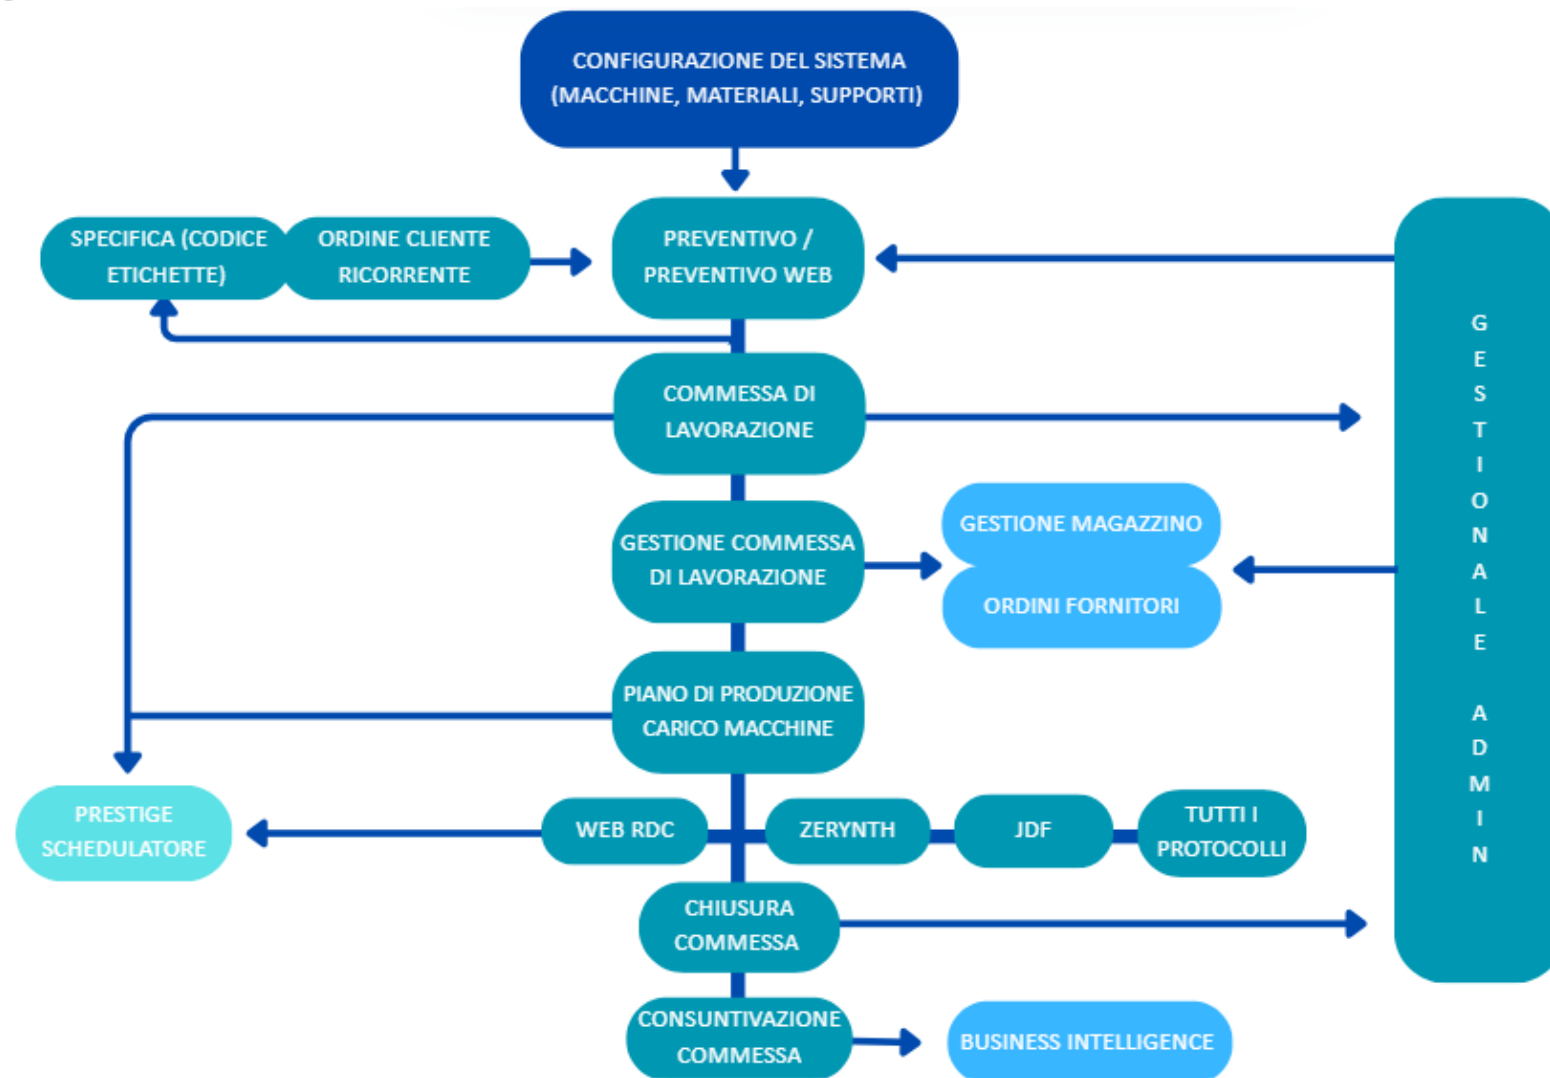 CONFIGURAZIONE DEL SISTEMA
(MACCHINE, MATERIALI, SUPPORTI)
SPECIFICA (CODICE
ETICHETTE)
ORDINE CLIENTE
RICORRENTE
PREVENTIVO /
PREVENTIVO WEB
COMMESSA DI
LAVORAZIONE
GESTIONE COMMESSA
DI LAVORAZIONE
GESTIONE MAGAZZINO
ORDINI FORNITORI
PIANO DI PRODUZIONE
CARICO MACCHINE
PRESTIGE
SCHEDULATORE
WEB RDC
ZERYNTH
JDF
TUTTI I
PROTOCOLLI
CHIUSURA
COMMESSA
CONSUNTIVAZIONE
COMMESSA
BUSINESS INTELLIGENCE
GESTIONALE ADMIN